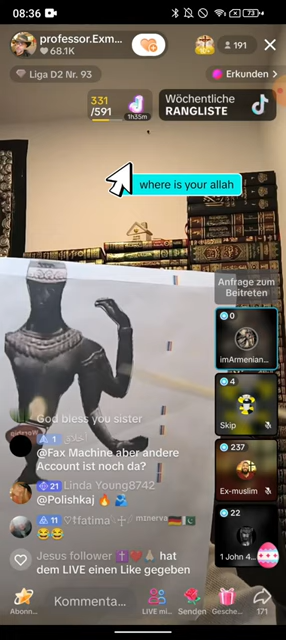 08:36
professor.Exm...
68.1K
191
Liga D2 Nr. 93
Erkunden >
331
/591
1h35m
Wöchentliche
RANGLISTE
where is your allah
Anfrage zum
Beitreten
0
imArmenian...
4
Skip
237
Ex-muslim
22
1 John 4...
God bless you sister
1
@Fax Machine aber andere
Account ist noch da?
21 Linda Young8742
@Polishkaj 🔥🫂
11
😂😂
Jesus follower ✝️❤️🙏🏽 hat
dem LIVE einen Like gegeben
Abonn...
Kommenta...
LIVE mi...
Senden
Gesche...
171